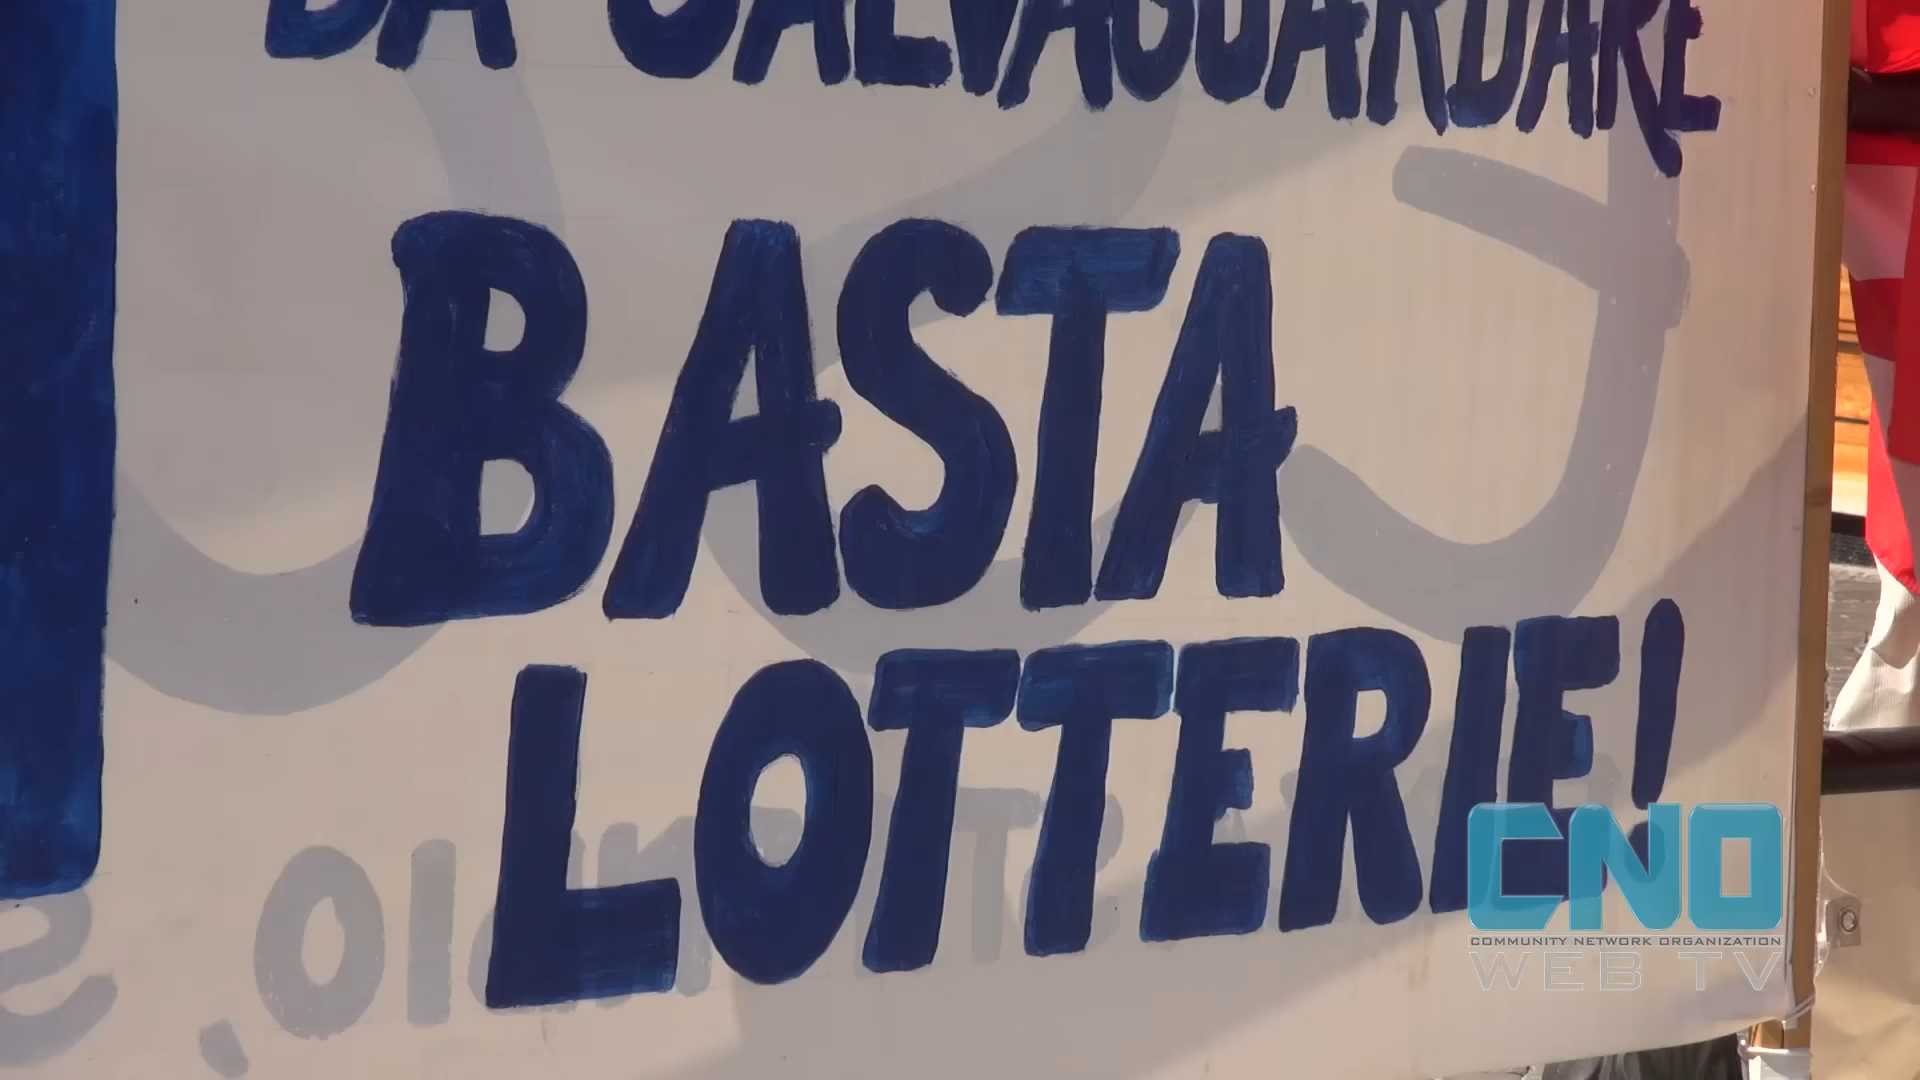 DA SALVAGUARDARE
BASTA
LOTTERIE!
CNO
COMMUNITY NETWORK ORGANIZATION
WEB TV